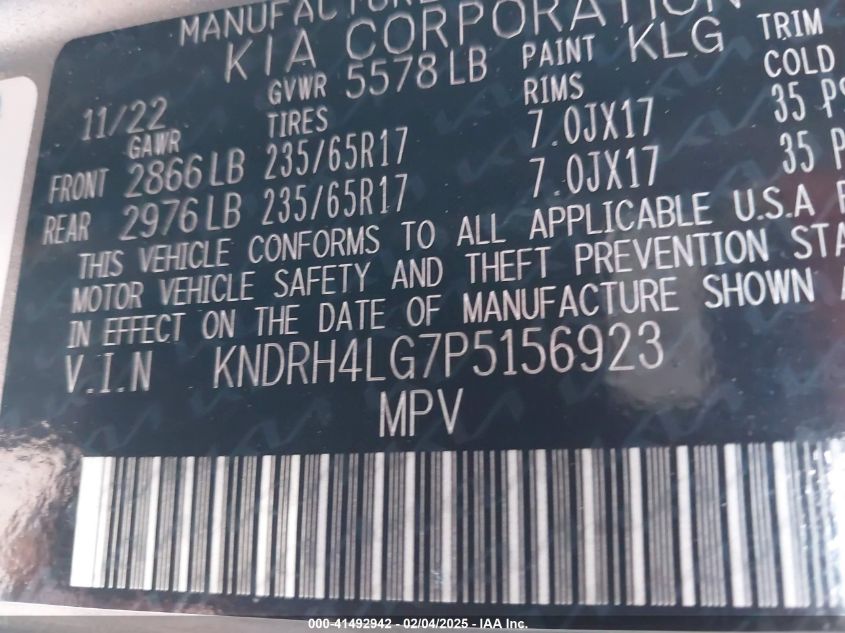 MANUFACTURE
KIA CORPORATION
11/22 GVWR 5578 LB PAINT KLG TRIM
GAWR TIRES RIMS COLD
FRONT 2866 LB 235/65R17 7.0JX17 35 PS
REAR 2976 LB 235/65R17 7.0JX17 35 P
THIS VEHICLE CONFORMS TO ALL APPLICABLE U.S.A F
MOTOR VEHICLE SAFETY AND THEFT PREVENTION STA
IN EFFECT ON THE DATE OF MANUFACTURE SHOWN A
V.I.N KNDRH4LG7P5156923
MPV
000-41492942 - 02/04/2025 - IAA Inc.